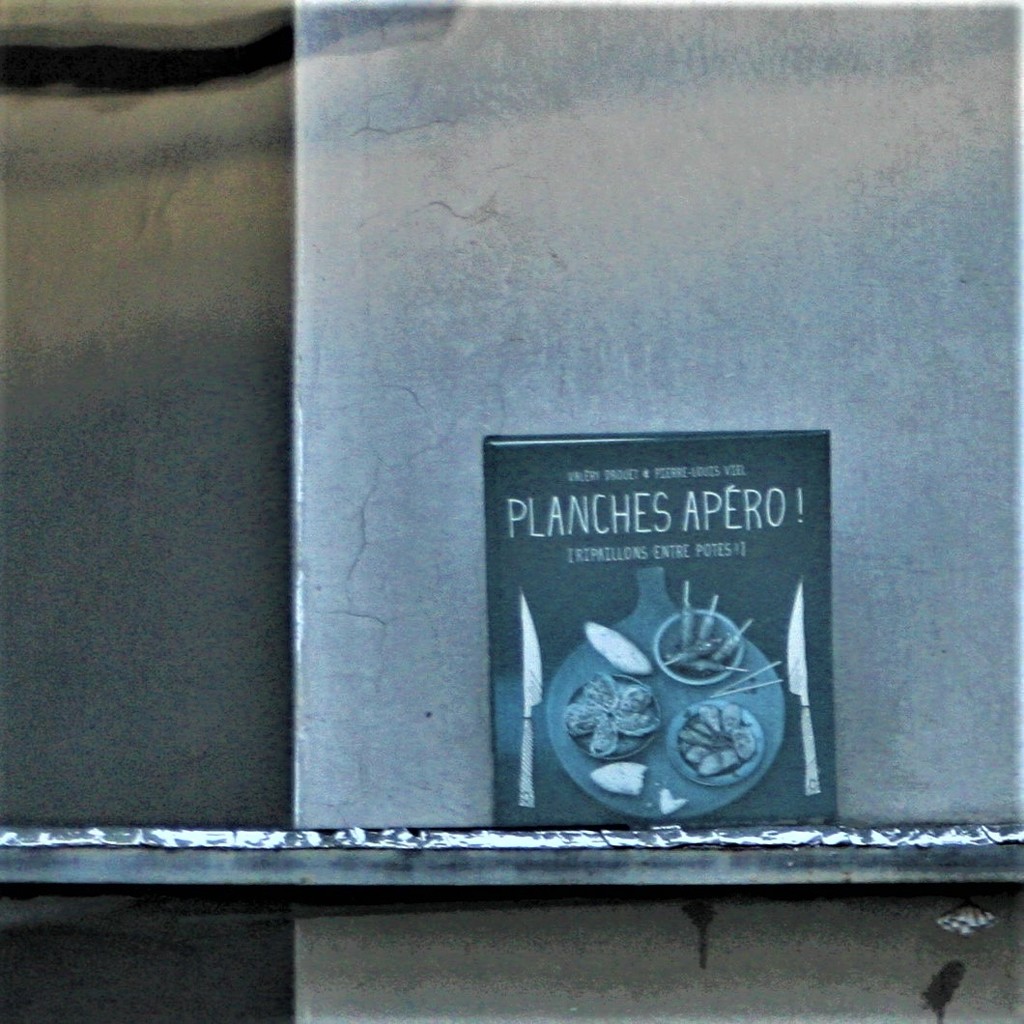 VALÉRY DROUET & PIERRE-LOUIS VIEL
PLANCHES APÉRO !
[RIPAILLONS ENTRE POTES !]